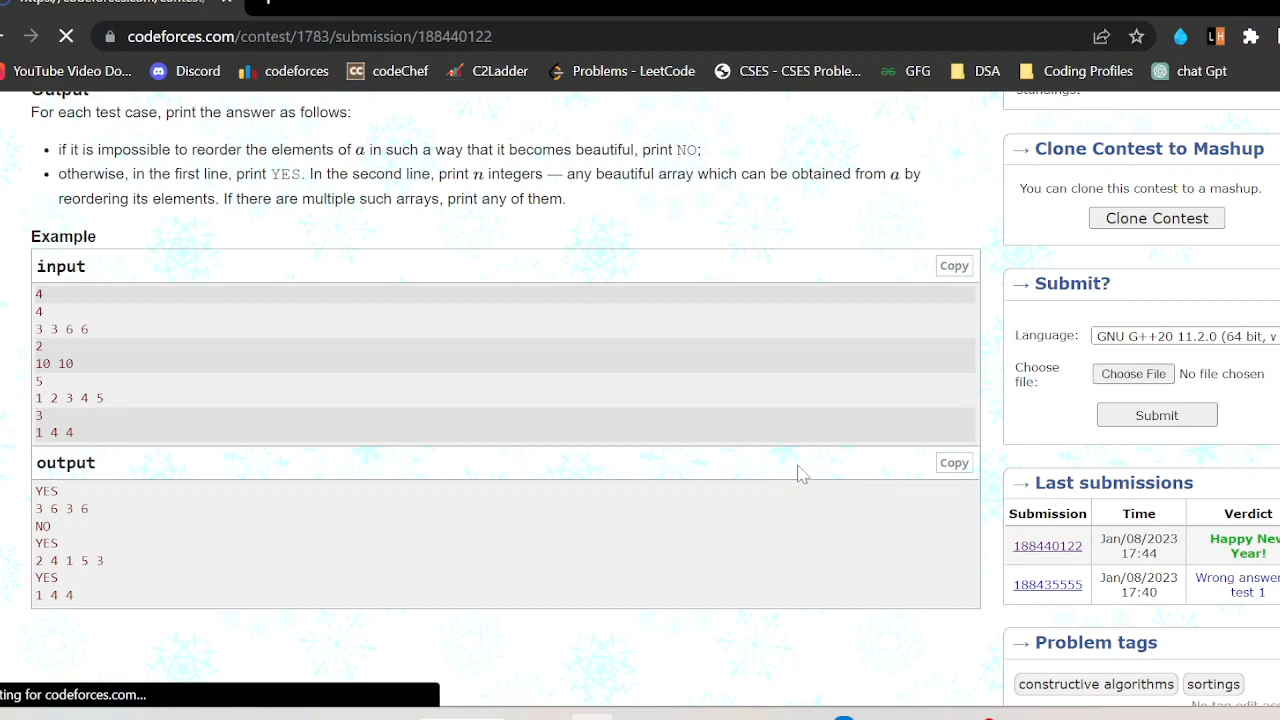 codeforces.com/contest/1783/submission/188440122
YouTube Video Do... Discord codeforces CC codeChef C2Ladder Problems - LeetCode CSES - CSES Proble... GFG DSA Coding Profiles chat Gpt
Output
For each test case, print the answer as follows:
• if it is impossible to reorder the elements of a in such a way that it becomes beautiful, print NO;
• otherwise, in the first line, print YES. In the second line, print n integers — any beautiful array which can be obtained from a by
reordering its elements. If there are multiple such arrays, print any of them.
Example
input
Copy
4
4
3 3 6 6
2
10 10
5
1 2 3 4 5
3
1 4 4
output
Copy
YES
3 6 3 6
NO
YES
2 4 1 5 3
YES
1 4 4
standings.
→ Clone Contest to Mashup
You can clone this contest to a mashup.
Clone Contest
→ Submit?
Language: GNU G++20 11.2.0 (64 bit, v
Choose
file:
Choose File No file chosen
Submit
→ Last submissions
Submission Time Verdict
188440122 Jan/08/2023
17:44 Happy New
Year!
188435555 Jan/08/2023
17:40 Wrong answer
test 1
→ Problem tags
constructive algorithms sortings
ting for codeforces.com...